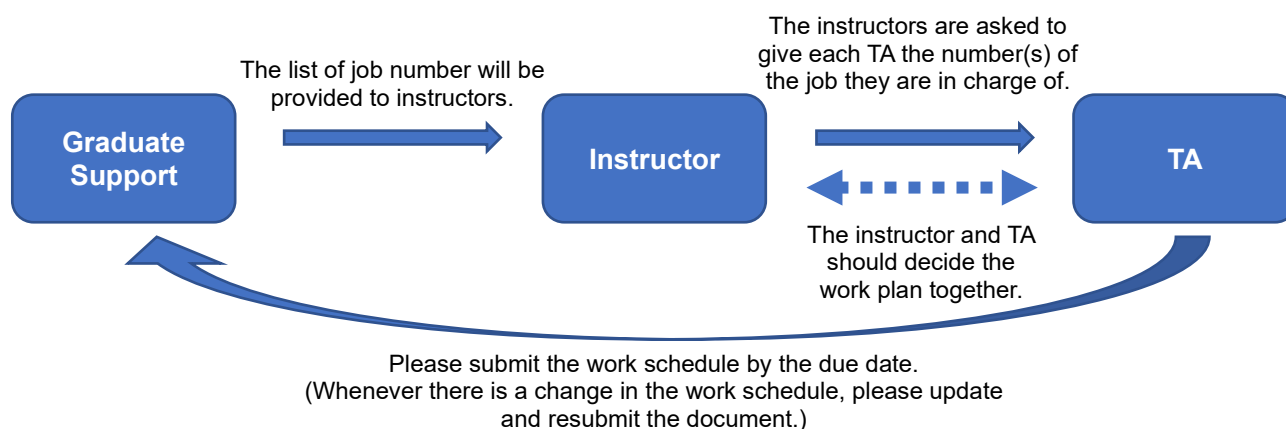 The instructors are asked to
give each TA the number(s) of
the job they are in charge of.
The list of job number will be
provided to instructors.
Graduate
Support
Instructor
TA
The instructor and TA
should decide the
work plan together.
Please submit the work schedule by the due date.
(Whenever there is a change in the work schedule, please update
and resubmit the document.)